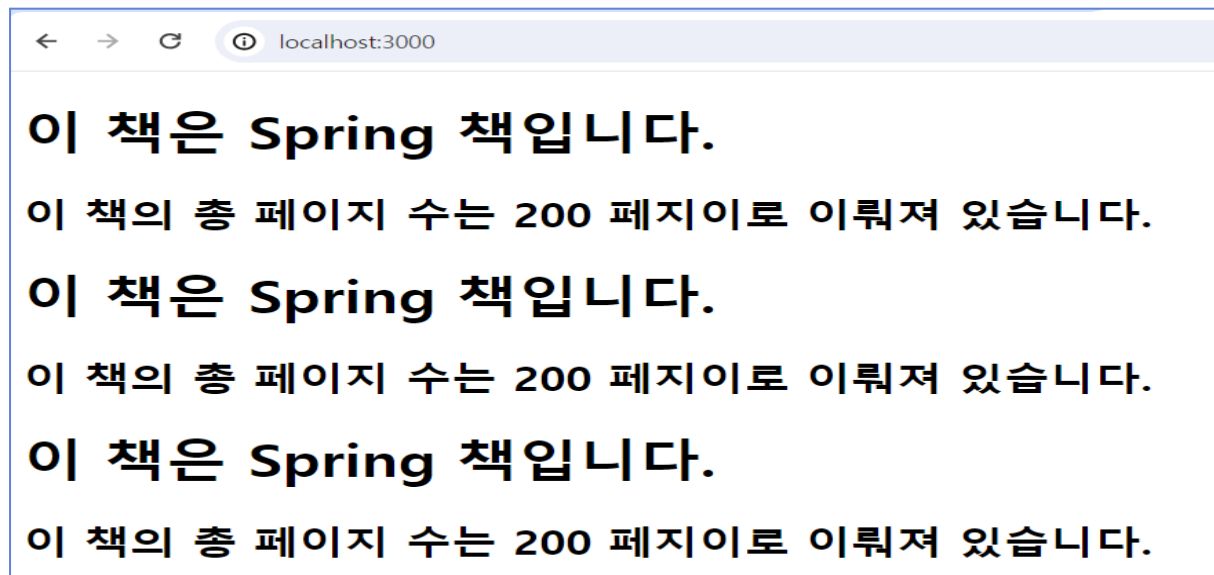 localhost:3000
이 책은 Spring 책입니다.
이 책의 총 페이지 수는 200 페지이로 이뤄져 있습니다.
이 책은 Spring 책입니다.
이 책의 총 페이지 수는 200 페지이로 이뤄져 있습니다.
이 책은 Spring 책입니다.
이 책의 총 페이지 수는 200 페지이로 이뤄져 있습니다.